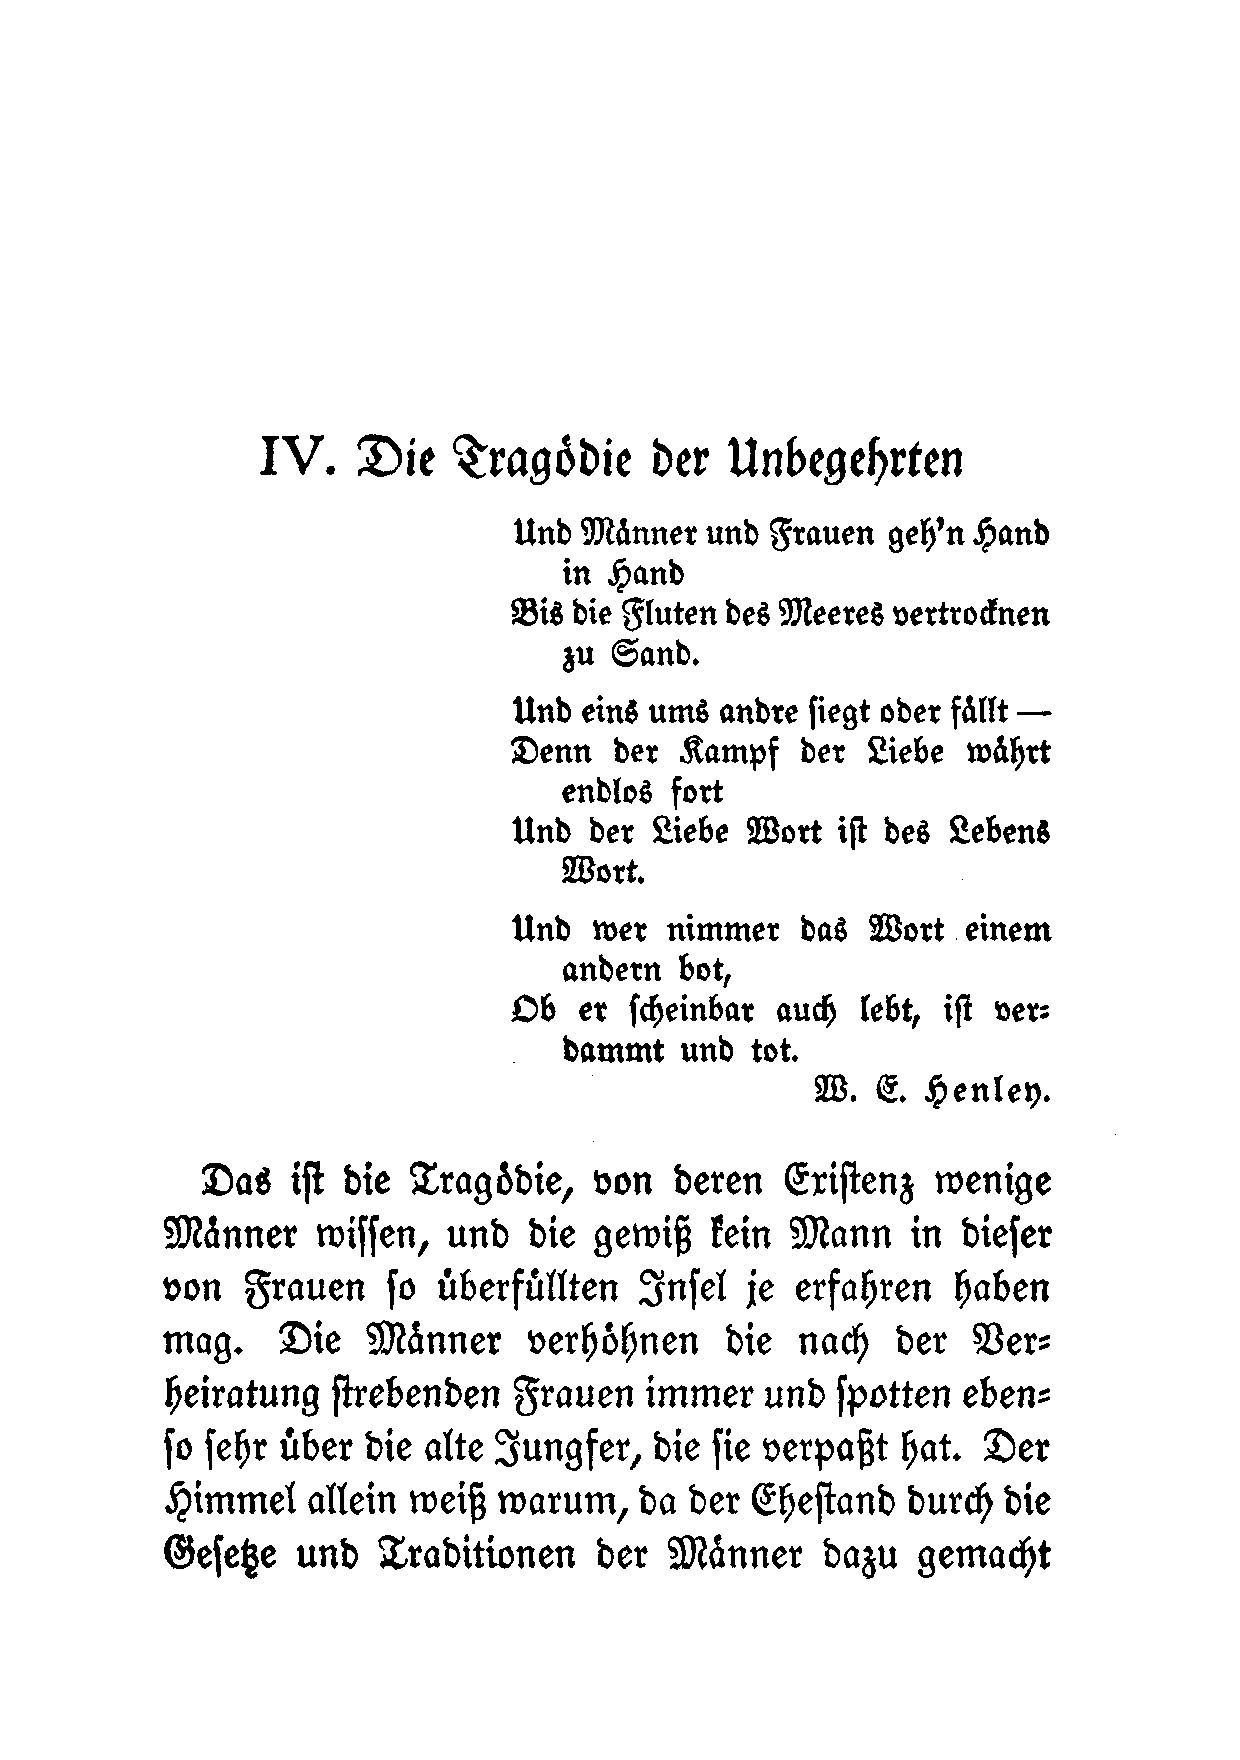 IV. Die Tragödie der Unbegehrten
Und Männer und Frauen geh'n Hand
in Hand
Bis die Fluten des Meeres vertrocknen
zu Sand.
Und eins ums andre siegt oder fällt —
Denn der Kampf der Liebe währt
endlos fort
Und der Liebe Wort ist des Lebens
Wort.
Und wer nimmer das Wort einem
andern bot,
Ob er scheinbar auch lebt, ist ver-
dammt und tot.
W. E. Henley.
Das ist die Tragödie, von deren Existenz wenige
Männer wissen, und die gewiß kein Mann in dieser
von Frauen so überfüllten Insel je erfahren haben
mag. Die Männer verhöhnen die nach der Ver-
heiratung strebenden Frauen immer und spotten eben-
so sehr über die alte Jungfer, die sie verpaßt hat. Der
Himmel allein weiß warum, da der Ehestand durch die
Gesetze und Traditionen der Männer dazu gemacht